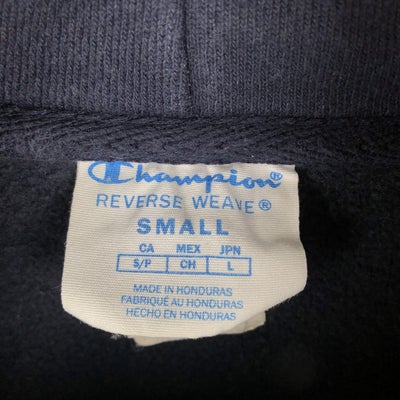 Champion®
REVERSE WEAVE®
SMALL
CA MEX JPN
S/P CH L
MADE IN HONDURAS
FABRIQUÉ AU HONDURAS
HECHO EN HONDURAS